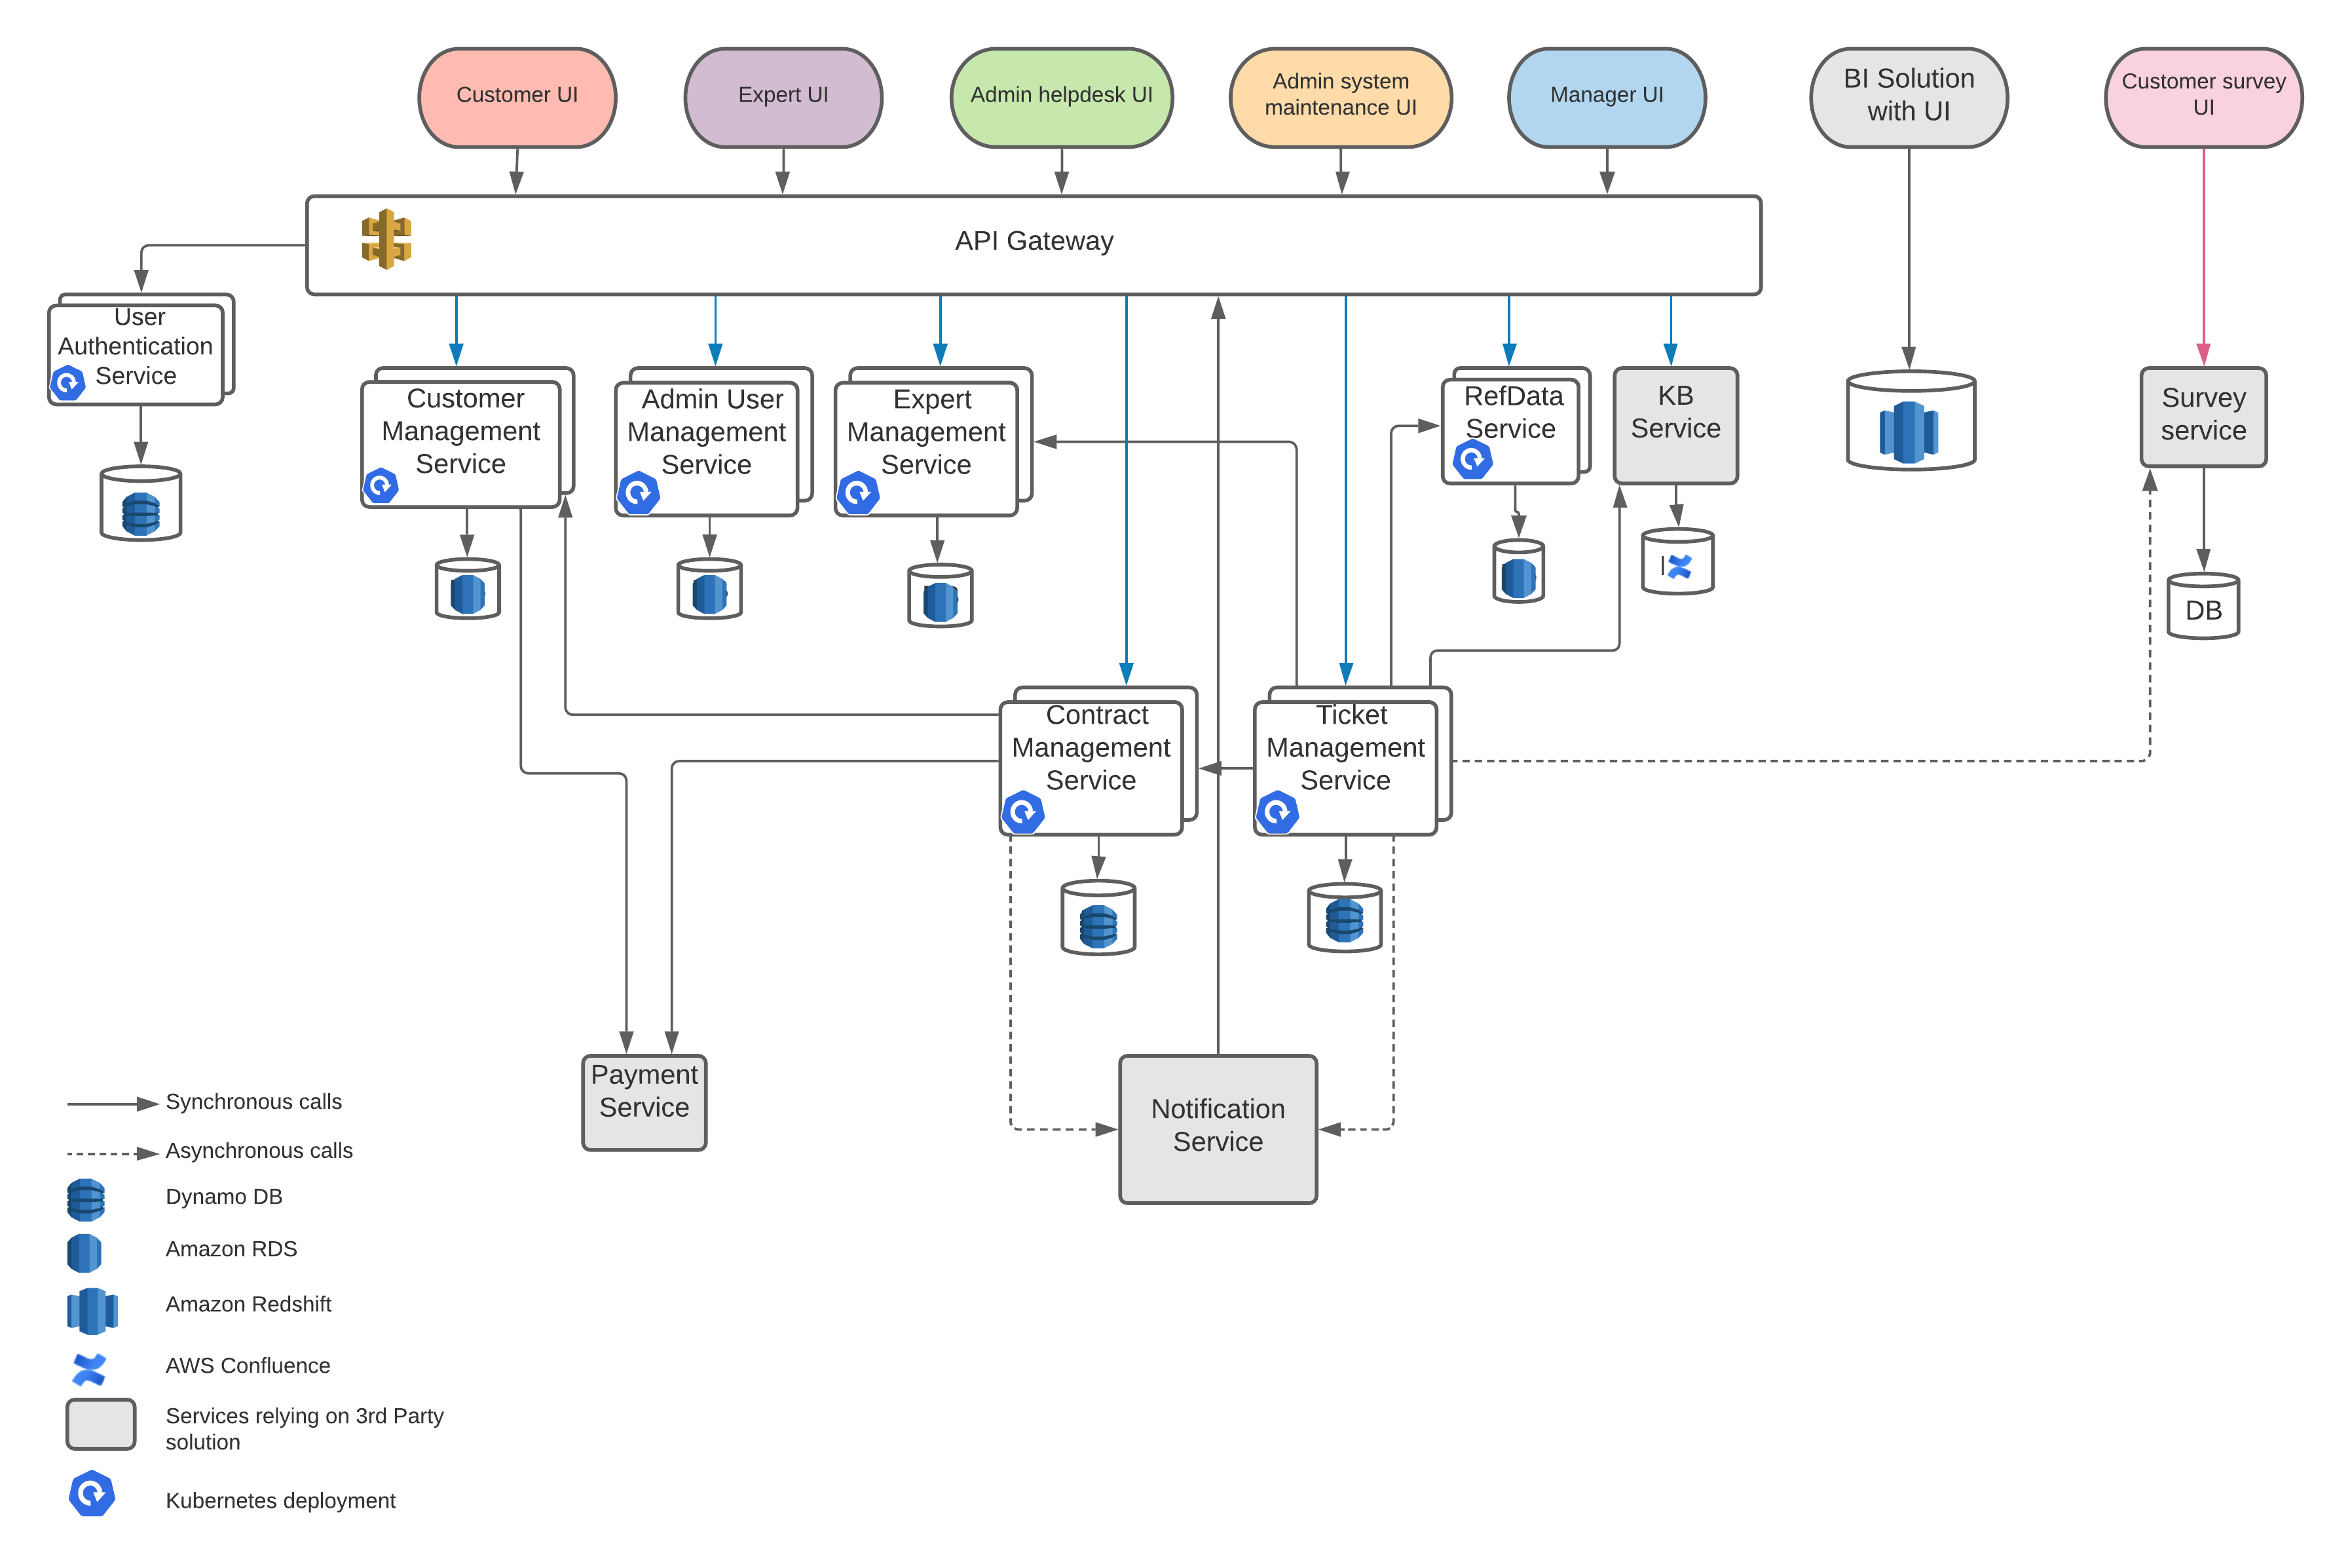 Customer UI
Expert UI
Admin helpdesk UI
Admin system
maintenance UI
Manager UI
BI Solution
with UI
Customer survey
UI
API Gateway
User
Authentication
Service
Customer
Management
Service
Admin User
Management
Service
Expert
Management
Service
RefData
Service
KB
Service
Survey
service
DB
Contract
Management
Service
Ticket
Management
Service
Payment
Service
Notification
Service
Synchronous calls
Asynchronous calls
Dynamo DB
Amazon RDS
Amazon Redshift
AWS Confluence
Services relying on 3rd Party
solution
Kubernetes deployment